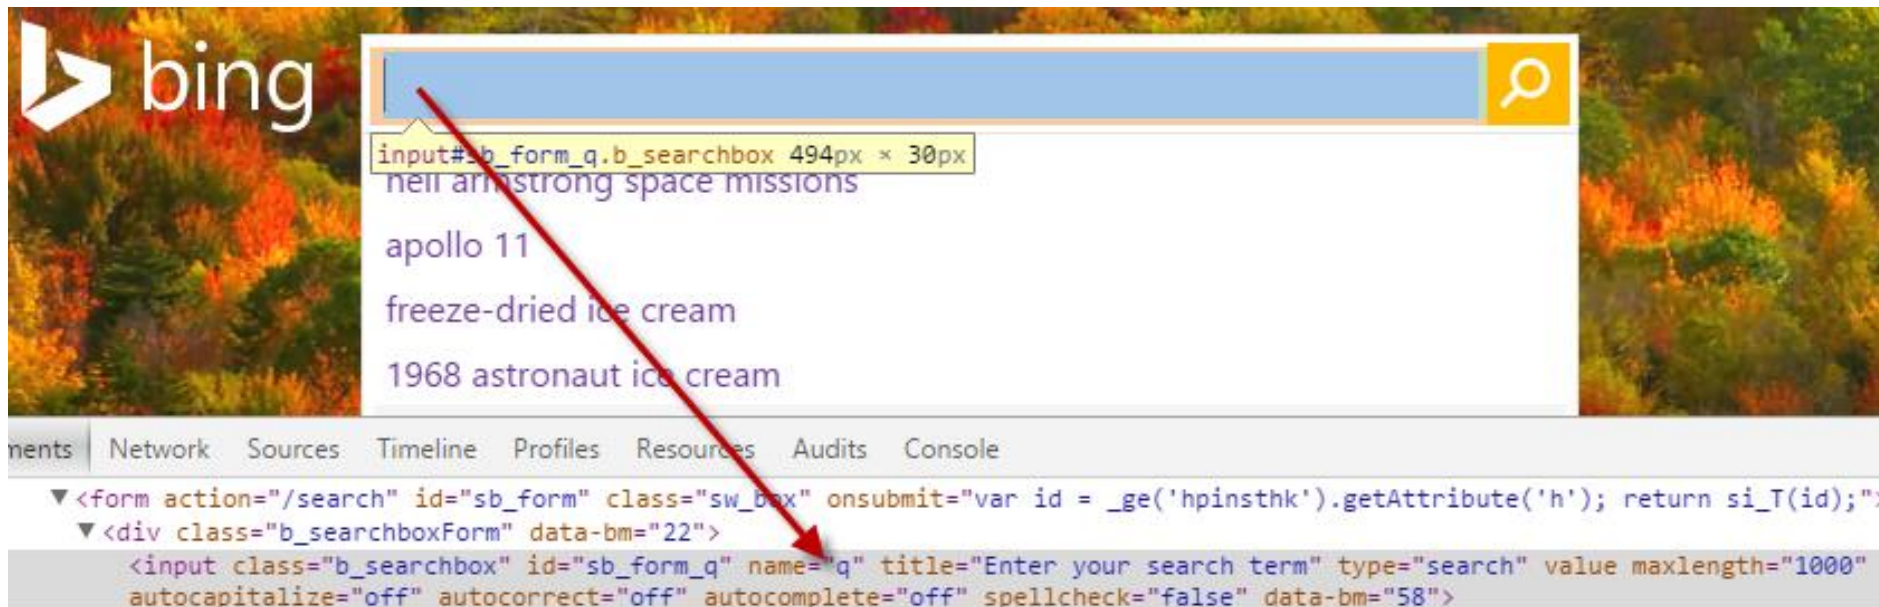 bing
input#sb_form_q.b_searchbox 494px × 30px
neil armstrong space missions
apollo 11
freeze-dried ice cream
1968 astronaut ice cream
ments Network Sources Timeline Profiles Resources Audits Console
▼<form action="/search" id="sb_form" class="sw_box" onsubmit="var id = _ge('hpinsthk').getAttribute('h'); return si_T(id);">
▼<div class="b_searchboxForm" data-bm="22">
<input class="b_searchbox" id="sb_form_q" name="q" title="Enter your search term" type="search" value maxlength="1000"
autocapitalize="off" autocorrect="off" autocomplete="off" spellcheck="false" data-bm="58">